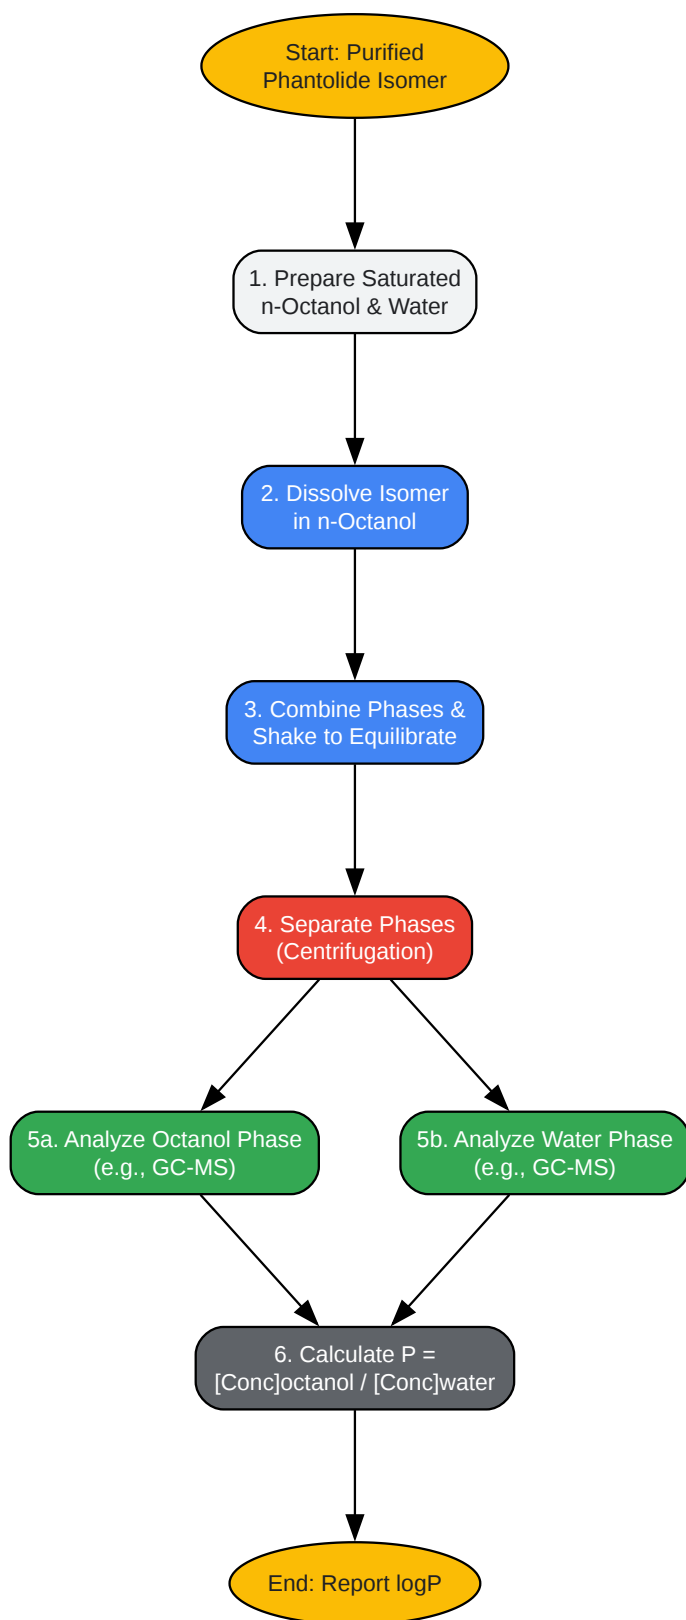 Start: Purified
Phantolide Isomer
1. Prepare Saturated
n-Octanol & Water
2. Dissolve Isomer
in n-Octanol
3. Combine Phases &
Shake to Equilibrate
4. Separate Phases
(Centrifugation)
5a. Analyze Octanol Phase
(e.g., GC-MS)
5b. Analyze Water Phase
(e.g., GC-MS)
6. Calculate P =
[Conc]octanol / [Conc]water
End: Report logP